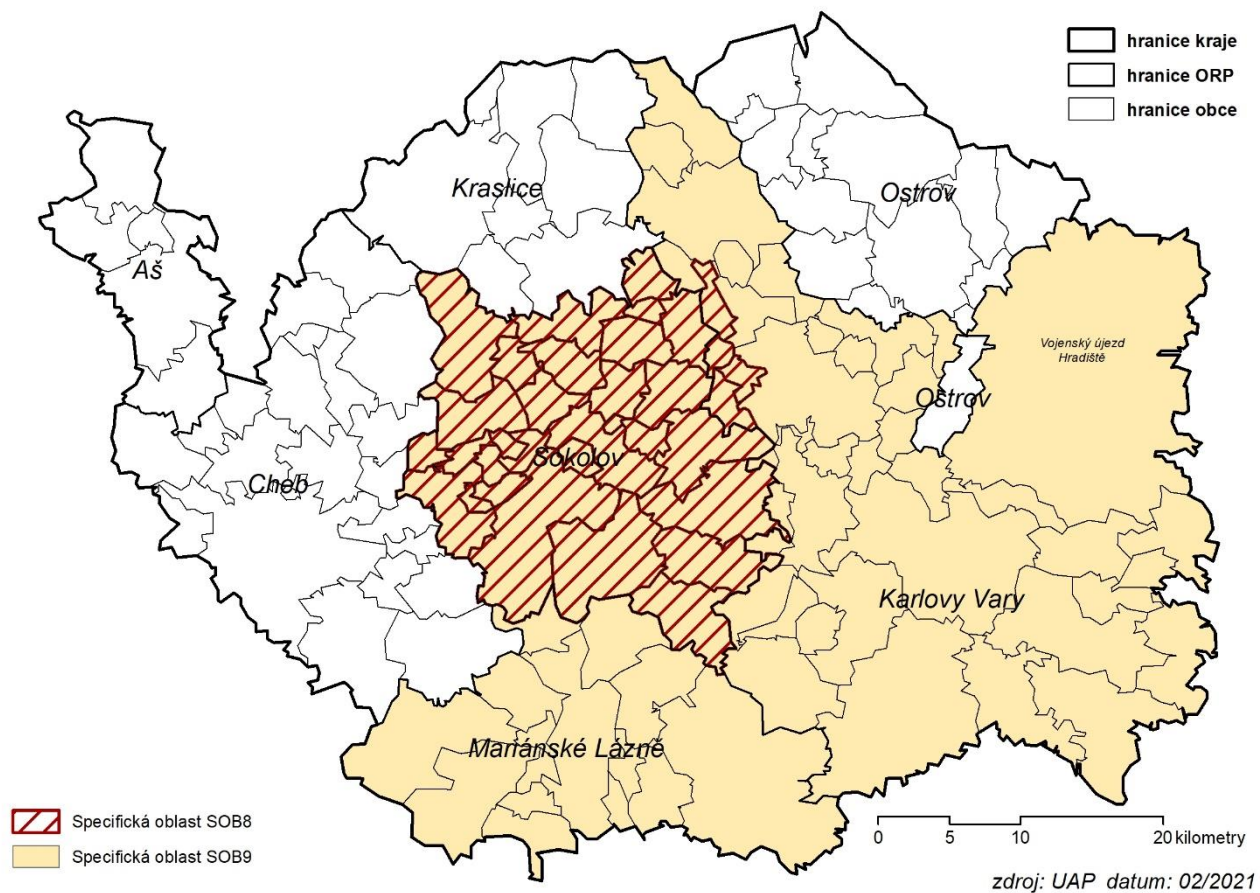 hranice kraje
hranice ORP
hranice obce
Kraslice
Ostrov
Aš
Vojenský újezd
Hradiště
Ostrov
Sokolov
Cheb
Karlovy Vary
Mariánské Lázně
Specifická oblast SOB8
Specifická oblast SOB9
0 5 10 20 kilometry
zdroj: UAP datum: 02/2021